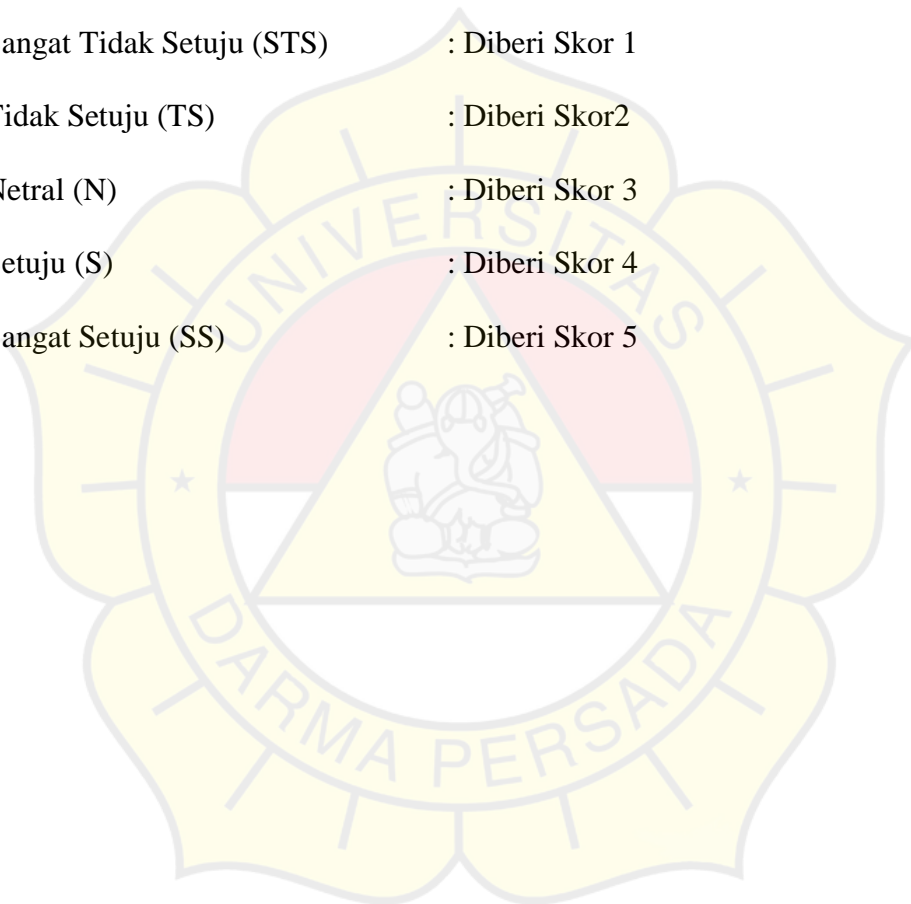 angat Tidak Setuju (STS) : Diberi Skor 1
idak Setuju (TS) : Diberi Skor2
etral (N) : Diberi Skor 3
etuju (S) : Diberi Skor 4
angat Setuju (SS) : Diberi Skor 5
UNIVERSITAS
DARMA PERSADA